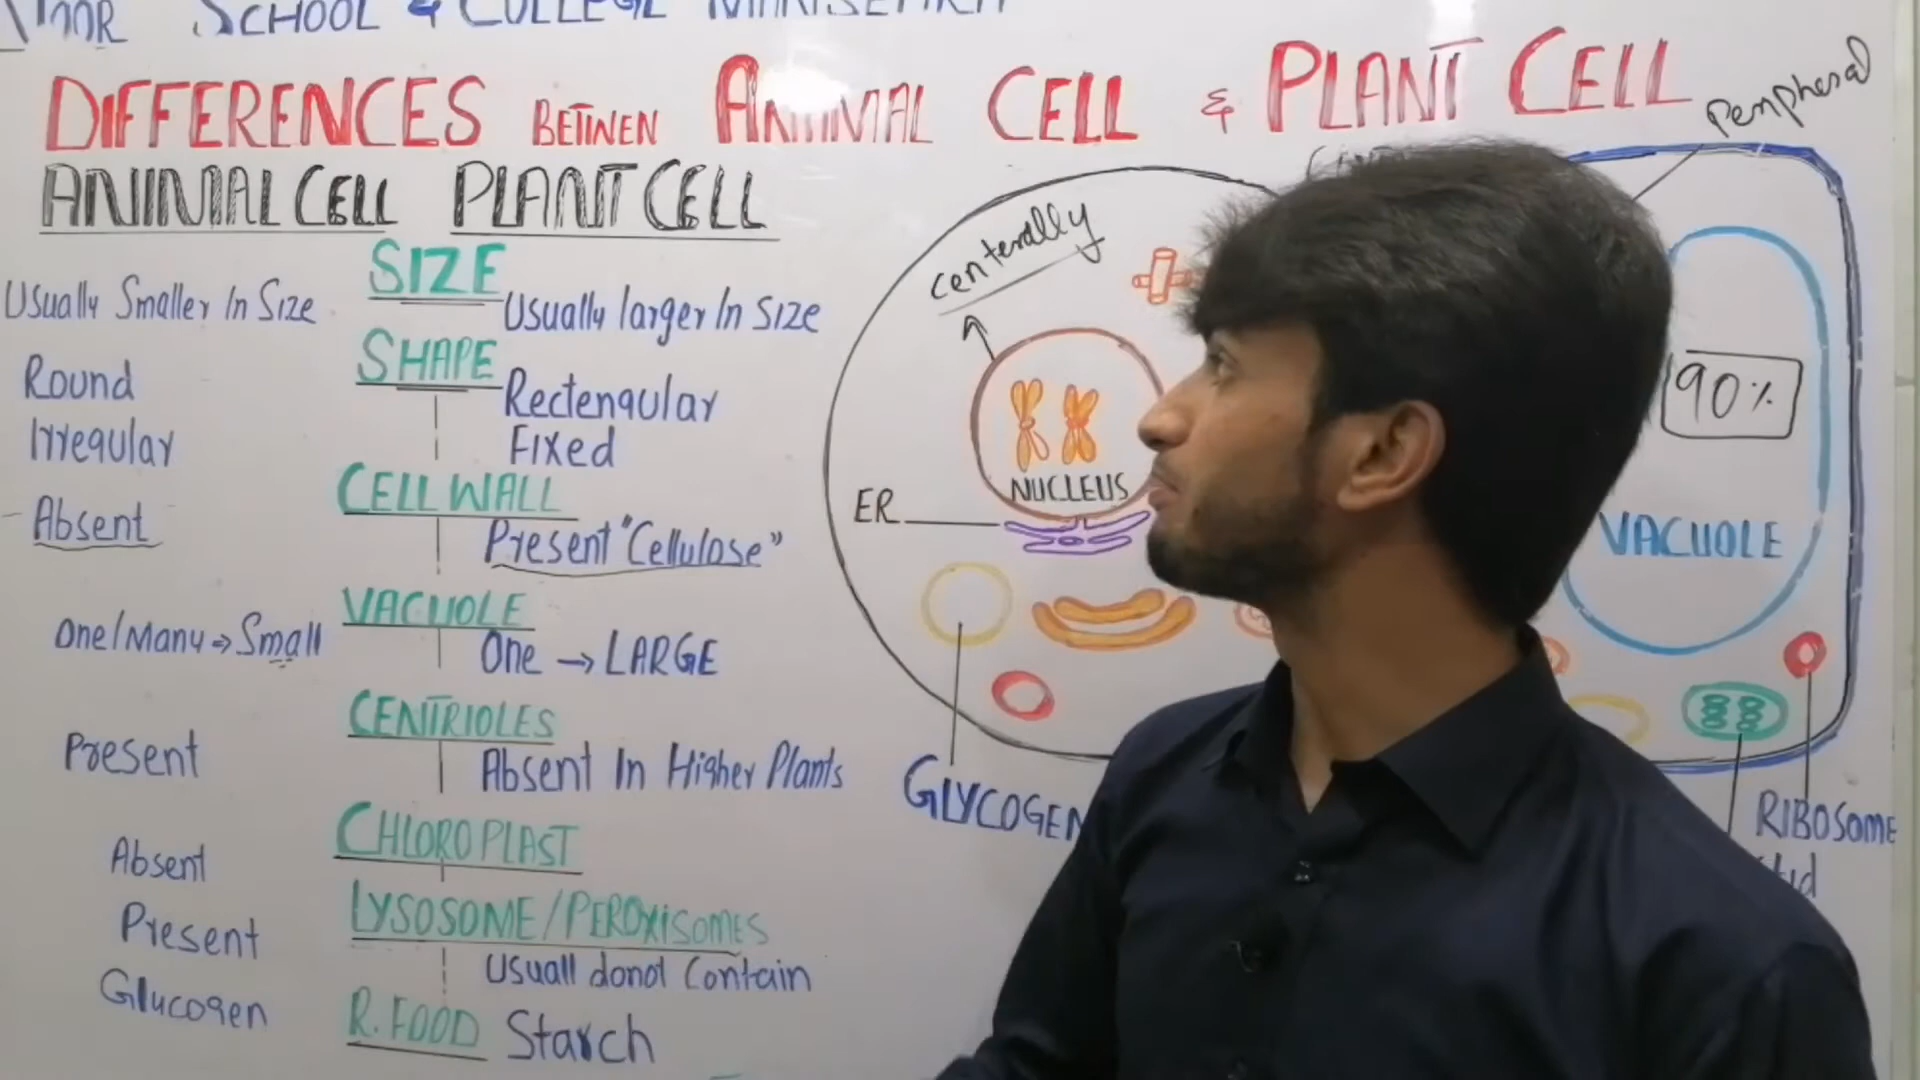 SCHOOL & COLLEGE
DIFFERENCES BETWEEN ANIMAL CELL & PLANT CELL
ANIMAL CELL PLANT CELL
SIZE
Usually Smaller In Size
Usually larger In Size
SHAPE
Round
Irregular
Rectengular
Fixed
CELL WALL
Absent
Present "Cellulose"
VACUOLE
One/Many → Small
One → LARGE
CENTRIOLES
Present
Absent In Higher Plants
CHLOROPLAST
Absent
LYSOSOME/PEROXISOMES
Present
Usuall donot Contain
R. FOOD
Glucogen
Starch
Centerally
NUCLEUS
ER
GLYCOGEN
Peripheral
90%
VACUOLE
RIBOSOME